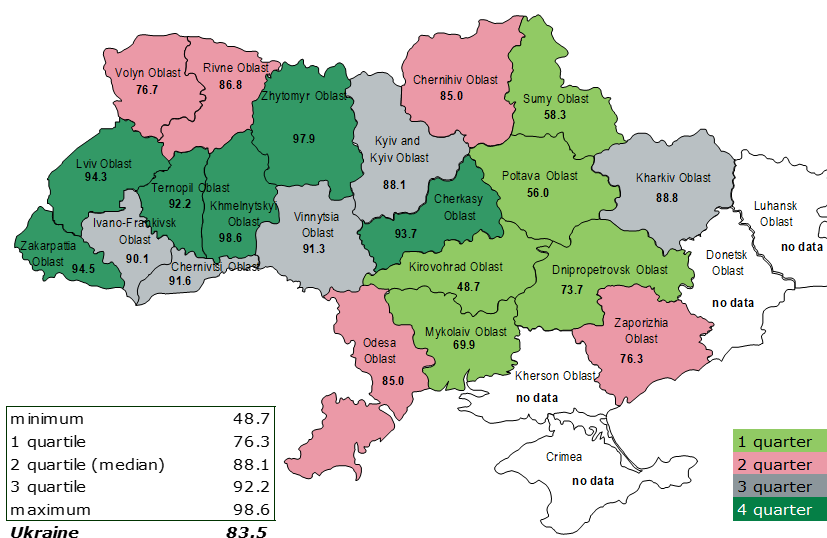 Volyn Oblast
76.7
Rivne Oblast
86.8
Zhytomyr Oblast
97.9
Chernihiv Oblast
85.0
Sumy Oblast
58.3
Kyiv and
Kyiv Oblast
88.1
Lviv Oblast
94.3
Ternopil Oblast
92.2
Khmelnytskyi
Oblast
98.6
Ivano-Frankivsk
Oblast
90.1
Zakarpattia
Oblast
94.5
Chernivtsi Oblast
91.6
Vinnytsia
Oblast
91.3
Cherkasy
Oblast
93.7
Poltava Oblast
56.0
Kharkiv Oblast
88.8
Luhansk
Oblast
no data
Donetsk
Oblast
no data
Kirovohrad Oblast
48.7
Dnipropetrovsk Oblast
73.7
Zaporizhia
Oblast
76.3
Mykolaiv Oblast
69.9
Odesa
Oblast
85.0
Kherson Oblast
no data
Crimea
no data
minimum 48.7
1 quartile 76.3
2 quartile (median) 88.1
3 quartile 92.2
maximum 98.6
Ukraine 83.5
1 quarter
2 quarter
3 quarter
4 quarter